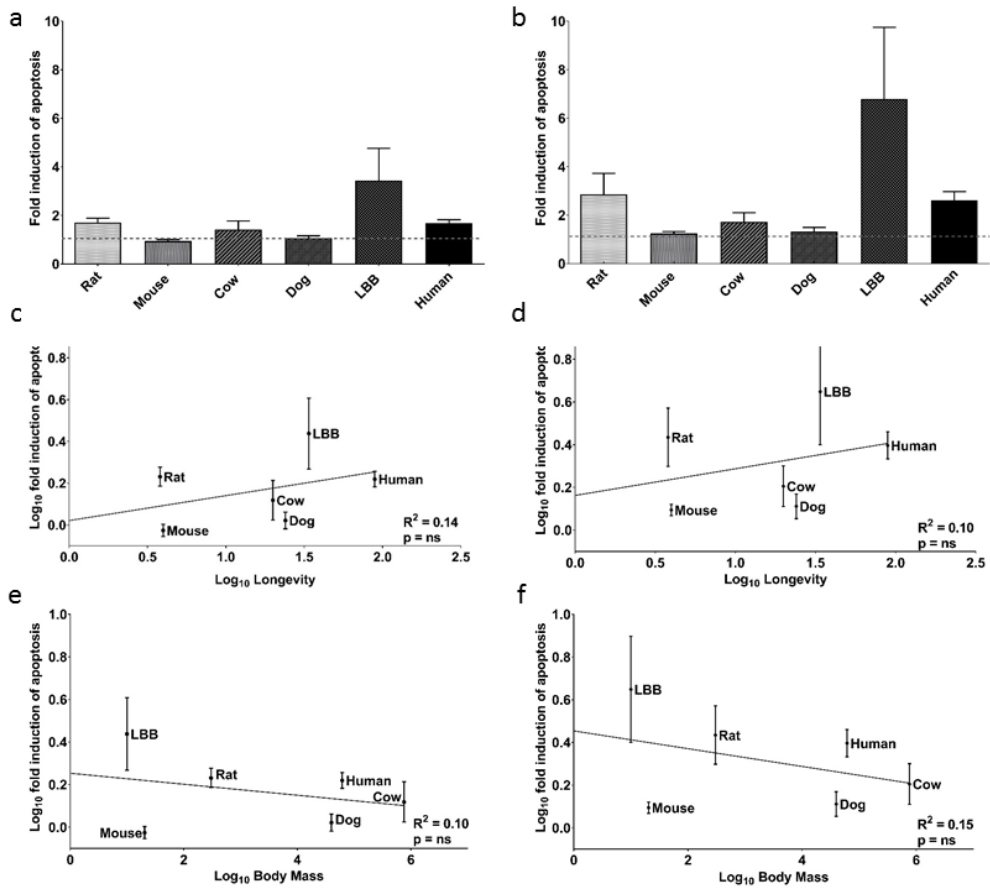 a
Fold induction of apoptosis
10
8
6
4
2
0
Rat
Mouse
Cow
Dog
LBB
Human
b
Fold induction of apoptosis
10
8
6
4
2
0
Rat
Mouse
Cow
Dog
LBB
Human
c
Log₁₀ fold induction of apoptc
0.8
0.6
0.4
0.2
0.0
LBB
Rat
Human
Cow
Dog
Mouse
R² = 0.14
p = ns
0.0 0.5 1.0 1.5 2.0 2.5
Log₁₀ Longevity
d
Log₁₀ fold induction of apoptc
0.8
0.6
0.4
0.2
0.0
LBB
Rat
Human
Cow
Mouse
Dog
R² = 0.10
p = ns
0.0 0.5 1.0 1.5 2.0 2.5
Log₁₀ Longevity
e
Log₁₀ fold induction of apoptosis
1.0
0.8
0.6
0.4
0.2
0.0
LBB
Rat
Human
Cow
Mouse
Dog
R² = 0.10
p = ns
0 2 4 6
Log₁₀ Body Mass
f
Log₁₀ fold induction of apoptosis
1.0
0.8
0.6
0.4
0.2
0.0
LBB
Rat
Human
Cow
Mouse
Dog
R² = 0.15
p = ns
0 2 4 6
Log₁₀ Body Mass